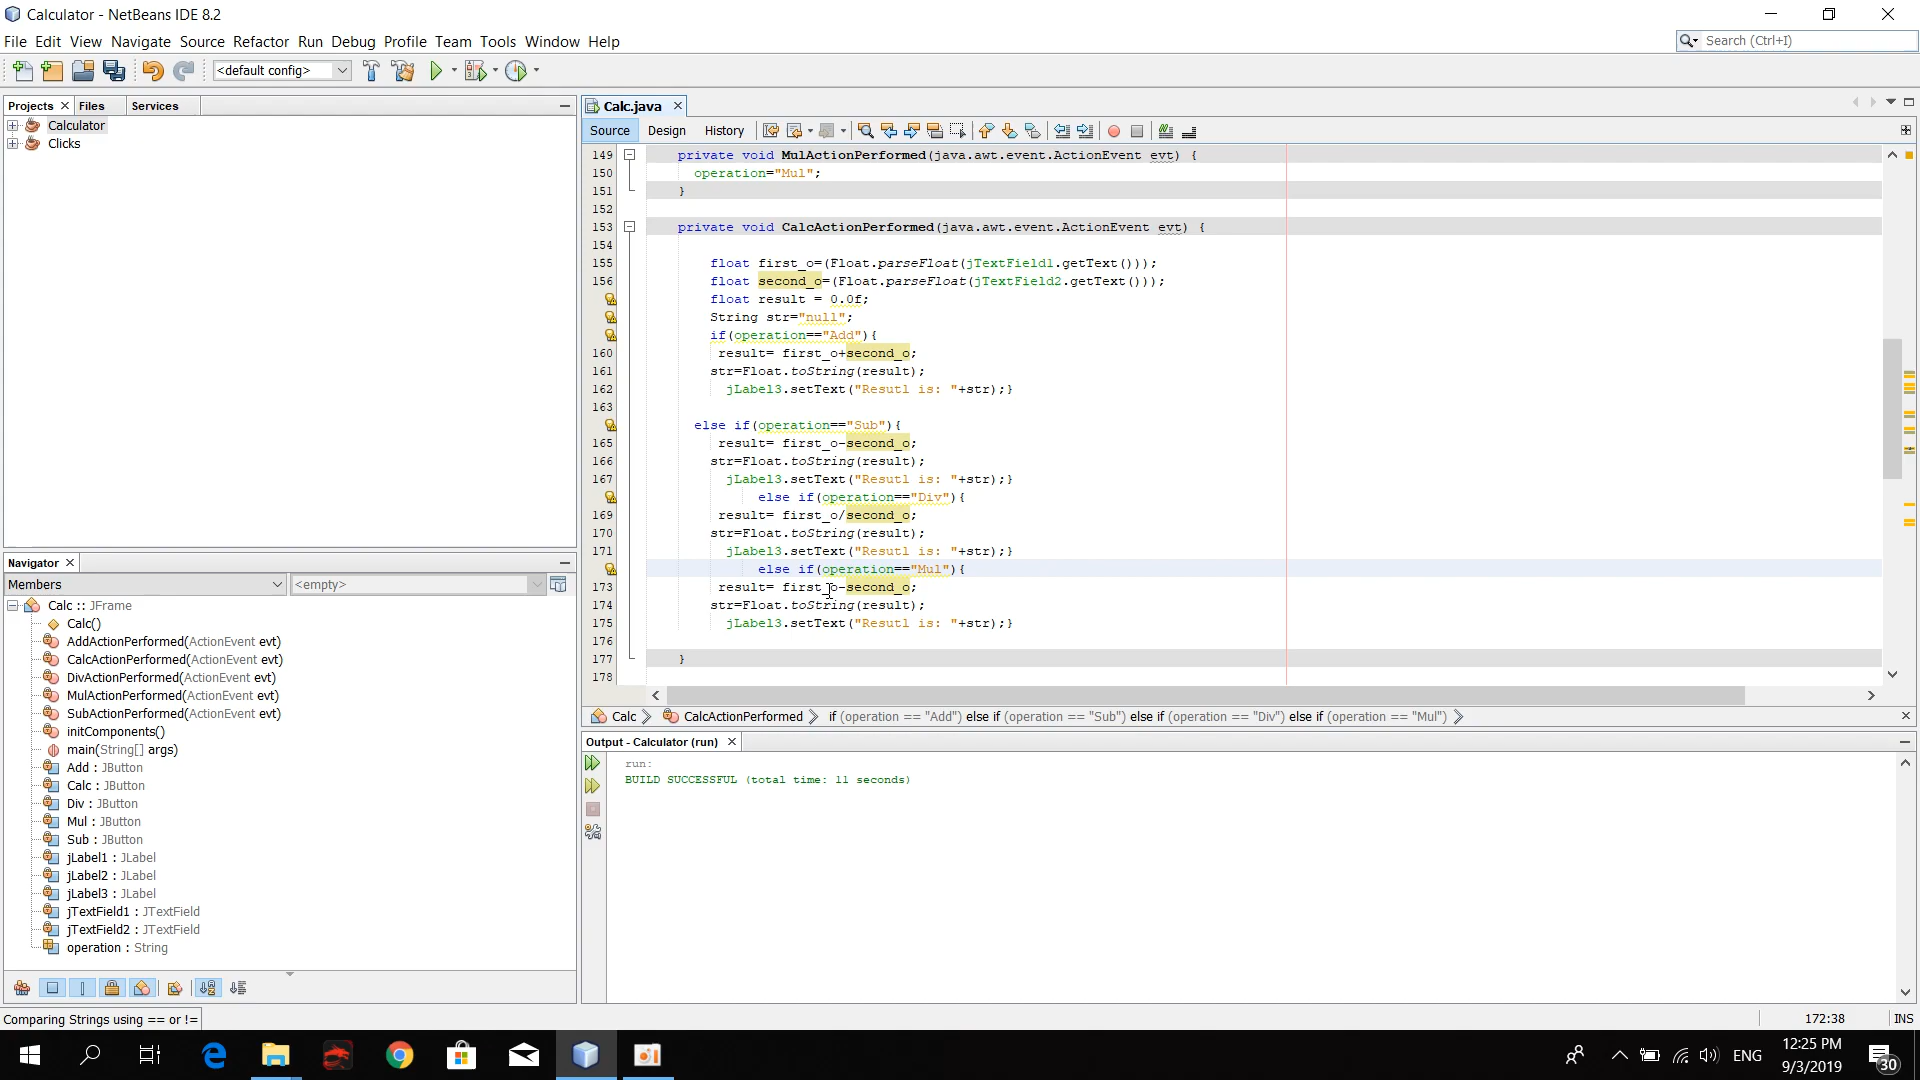 Calculator - NetBeans IDE 8.2
File Edit View Navigate Source Refactor Run Debug Profile Team Tools Window Help
Search (Ctrl+I)
<default config>
Projects Files Services
Calculator
Clicks
Calc.java
Source Design History
149 private void MulActionPerformed(java.awt.event.ActionEvent evt) {
150 operation="Mul";
151 }
152
153 private void CalcActionPerformed(java.awt.event.ActionEvent evt) {
154
155 float first_o=(Float.parseFloat(jTextField1.getText()));
156 float second_o=(Float.parseFloat(jTextField2.getText()));
float result = 0.0f;
String str="null";
if(operation=="Add"){
160 result= first_o+second_o;
161 str=Float.toString(result);
162 jLabel3.setText("Resutl is: "+str);}
163
else if(operation=="Sub"){
165 result= first_o-second_o;
166 str=Float.toString(result);
167 jLabel3.setText("Resutl is: "+str);}
else if(operation=="Div"){
169 result= first_o/second_o;
170 str=Float.toString(result);
171 jLabel3.setText("Resutl is: "+str);}
else if(operation=="Mul"){
173 result= first_o-second_o;
174 str=Float.toString(result);
175 jLabel3.setText("Resutl is: "+str);}
176
177 }
178
Calc CalcActionPerformed if (operation == "Add") else if (operation == "Sub") else if (operation == "Div") else if (operation == "Mul")
Navigator
Members <empty>
Calc :: JFrame
Calc()
AddActionPerformed(ActionEvent evt)
CalcActionPerformed(ActionEvent evt)
DivActionPerformed(ActionEvent evt)
MulActionPerformed(ActionEvent evt)
SubActionPerformed(ActionEvent evt)
initComponents()
main(String[] args)
Add : JButton
Calc : JButton
Div : JButton
Mul : JButton
Sub : JButton
jLabel1 : JLabel
jLabel2 : JLabel
jLabel3 : JLabel
jTextField1 : JTextField
jTextField2 : JTextField
operation : String
Output - Calculator (run)
run:
BUILD SUCCESSFUL (total time: 11 seconds)
Comparing Strings using == or !=
172:38 INS
ENG
12:25 PM
9/3/2019
30